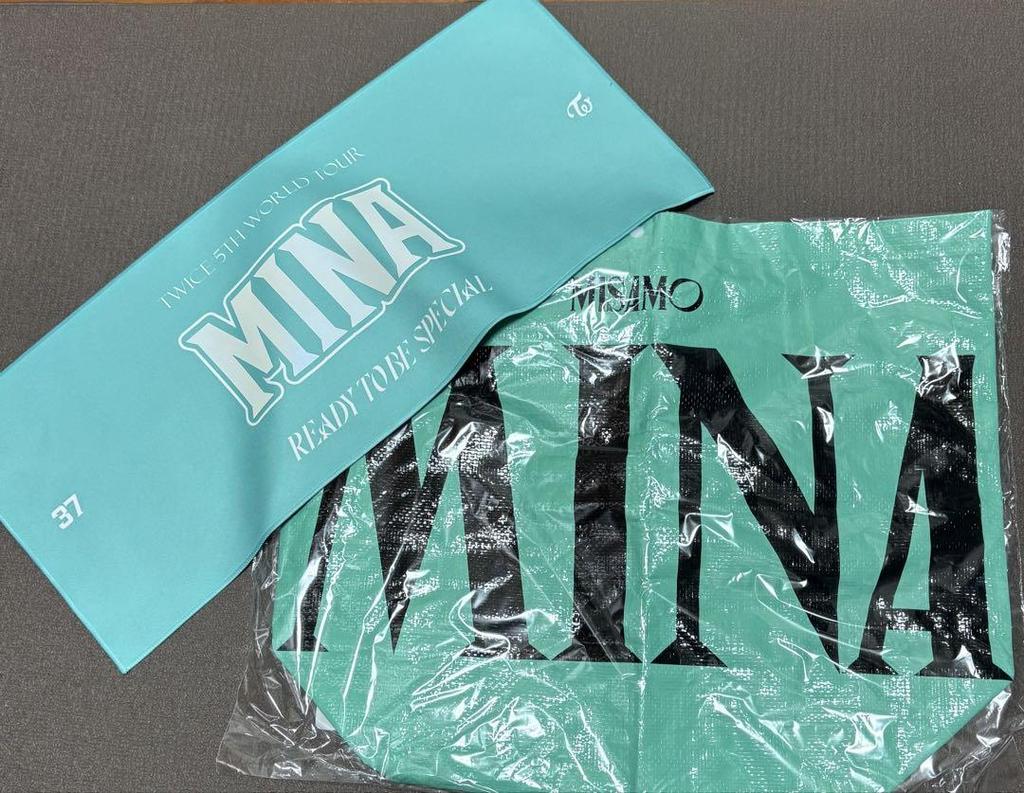 TWICE 5TH WORLD TOUR
MINA
READY TO BE SPECIAL
37
MISAMO
MINA